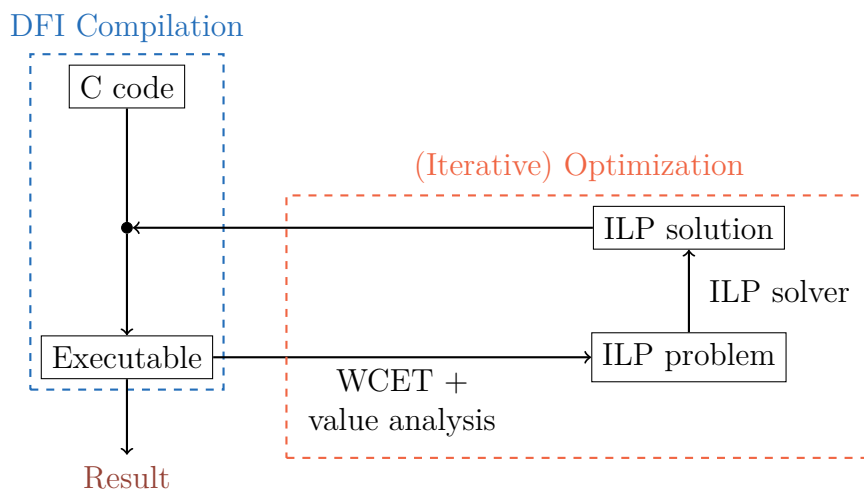 DFI Compilation
C code
(Iterative) Optimization
ILP solution
ILP solver
Executable
ILP problem
WCET +
value analysis
Result